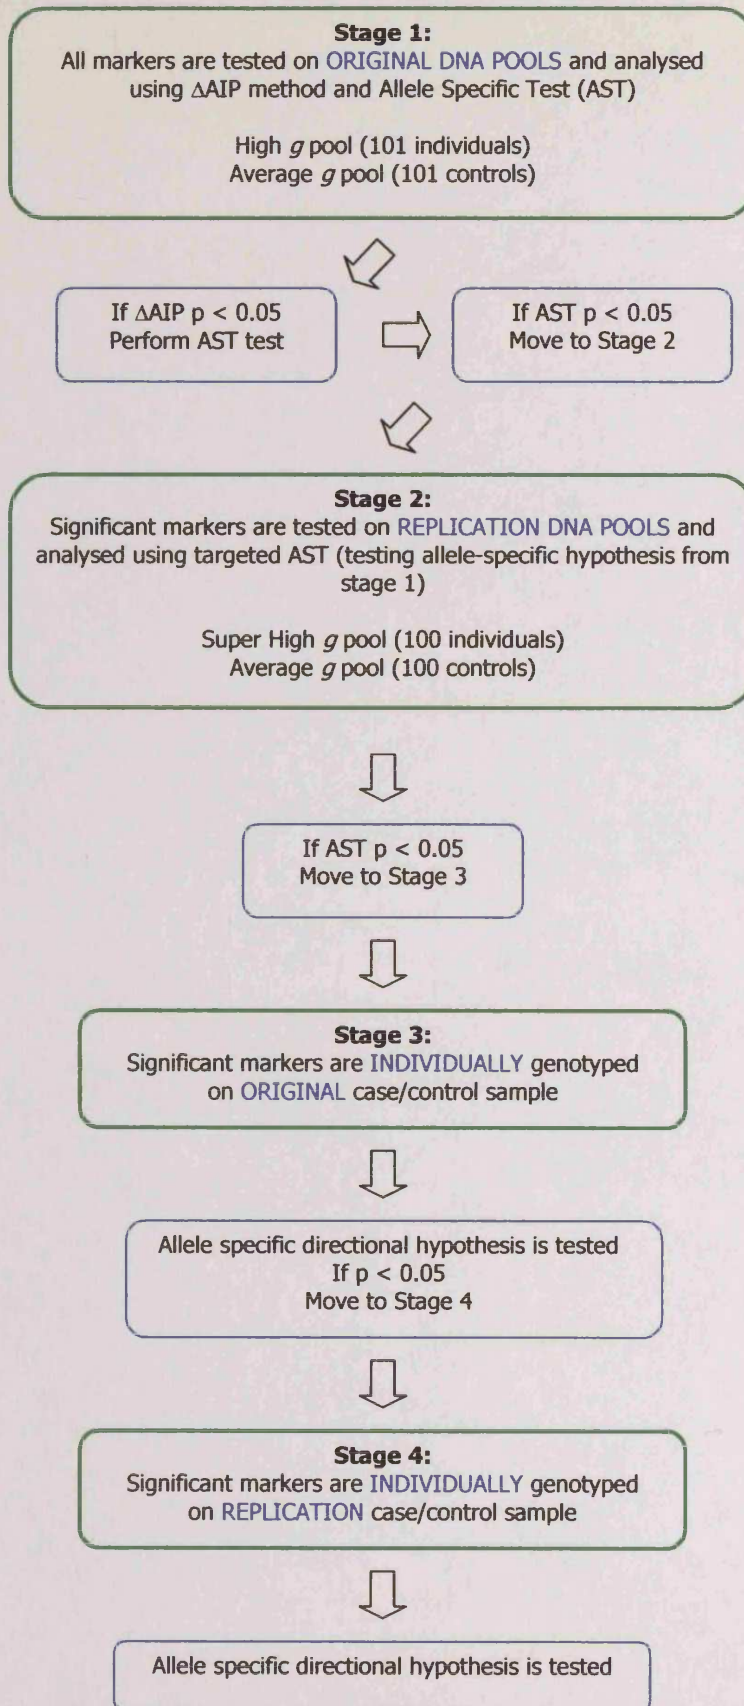 Stage 1:
All markers are tested on ORIGINAL DNA POOLS and analysed
using ΔAIP method and Allele Specific Test (AST)
High g pool (101 individuals)
Average g pool (101 controls)
If ΔAIP p < 0.05
Perform AST test
If AST p < 0.05
Move to Stage 2
Stage 2:
Significant markers are tested on REPLICATION DNA POOLS and
analysed using targeted AST (testing allele-specific hypothesis from
stage 1)
Super High g pool (100 individuals)
Average g pool (100 controls)
If AST p < 0.05
Move to Stage 3
Stage 3:
Significant markers are INDIVIDUALLY genotyped
on ORIGINAL case/control sample
Allele specific directional hypothesis is tested
If p < 0.05
Move to Stage 4
Stage 4:
Significant markers are INDIVIDUALLY genotyped
on REPLICATION case/control sample
Allele specific directional hypothesis is tested